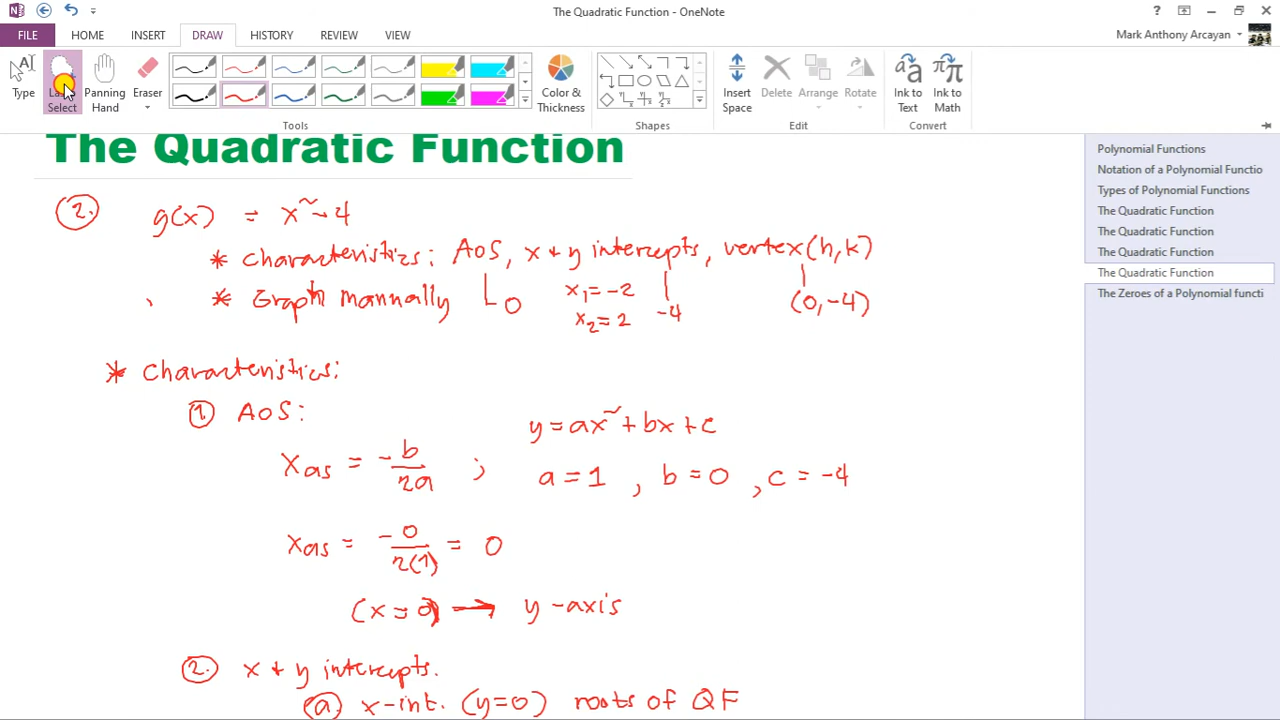 The Quadratic Function - OneNote
FILE HOME INSERT DRAW HISTORY REVIEW VIEW
Mark Anthony Arcayan
Type
Select
Panning Hand
Eraser
Color & Thickness
Insert Space
Delete
Arrange
Rotate
Ink to Text
Ink to Math
Tools
Shapes
Edit
Convert
The Quadratic Function
2. g(x) = x~ - 4
* characteristics: AoS, x + y intercepts, vertex(h,k)
* Graph mannally 0 x1 = -2 -4 (0,-4)
x2 = 2
* Characteristics:
1. AoS:
y = ax~ + bx + c
xas = - b/2a ; a = 1 , b = 0 , c = -4
xas = - 0/2(1) = 0
(x = 0) → y - axis
2. x + y intercepts.
(a) x-int. (y=0) roots of QF
Polynomial Functions
Notation of a Polynomial Functio
Types of Polynomial Functions
The Quadratic Function
The Quadratic Function
The Quadratic Function
The Quadratic Function
The Zeroes of a Polynomial functi